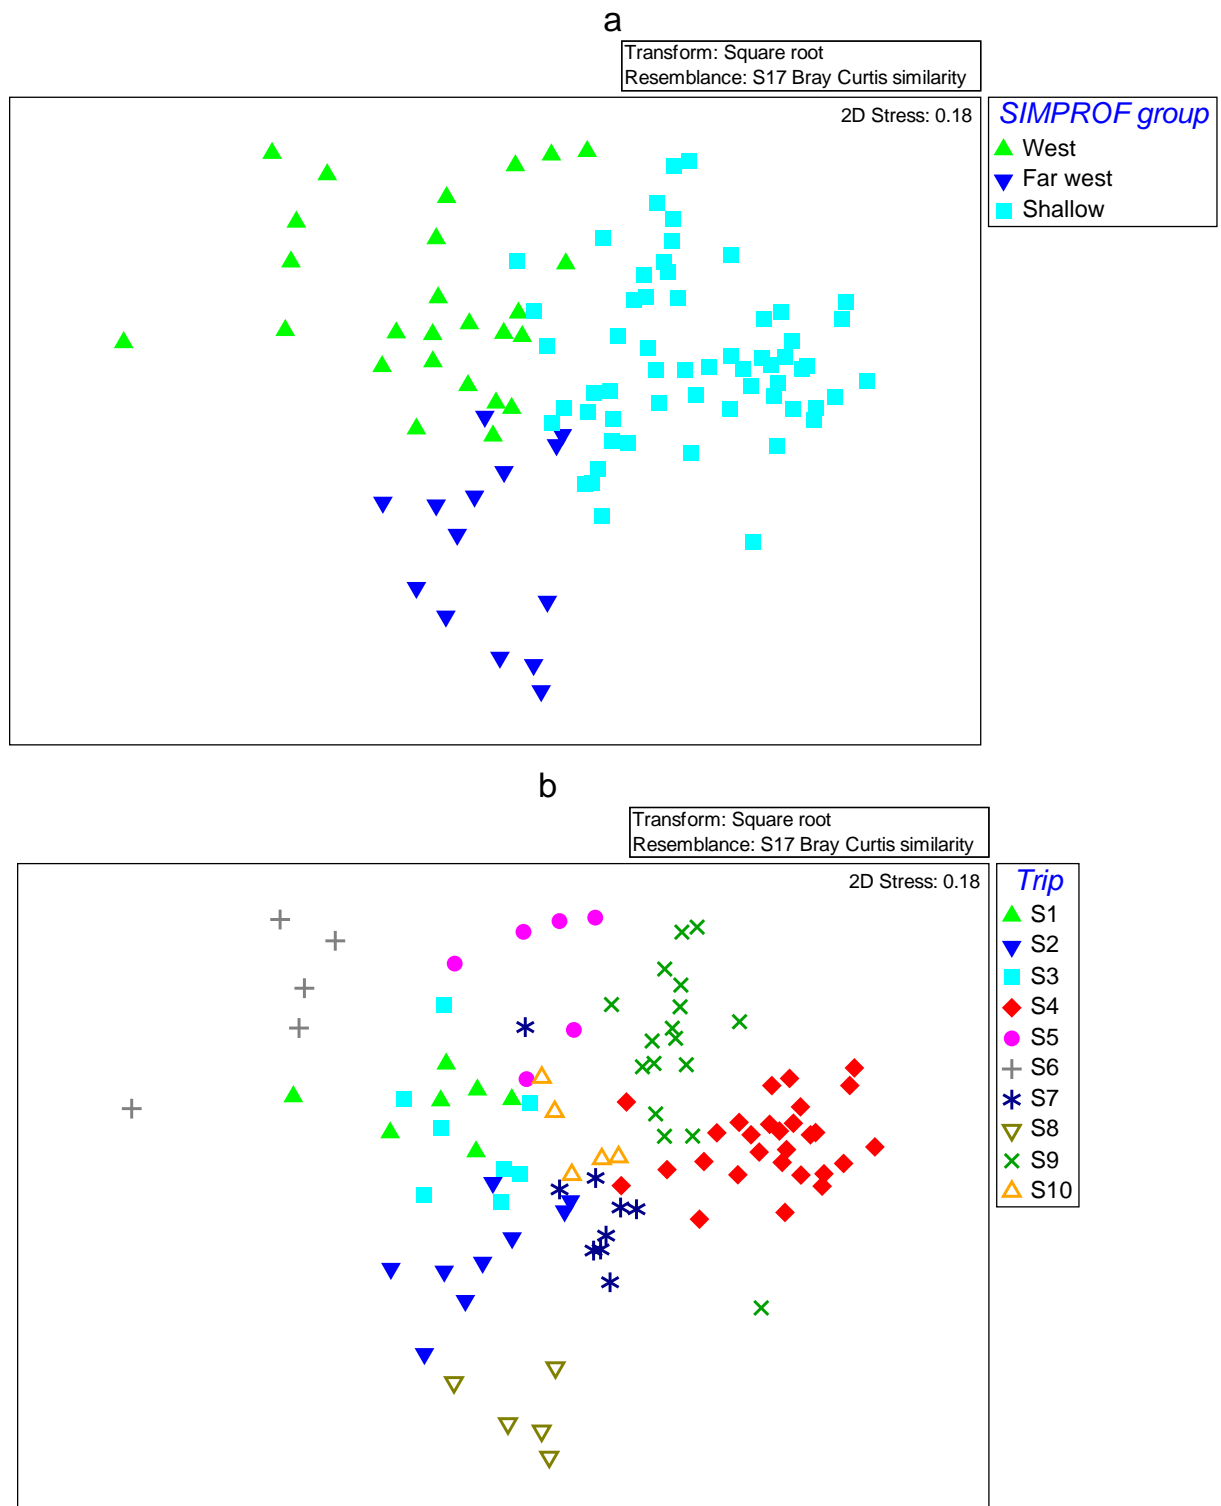 a
Transform: Square root
Resemblance: S17 Bray Curtis similarity
2D Stress: 0.18
SIMPROF group
West
Far west
Shallow
b
Transform: Square root
Resemblance: S17 Bray Curtis similarity
2D Stress: 0.18
Trip
S1
S2
S3
S4
S5
S6
S7
S8
S9
S10